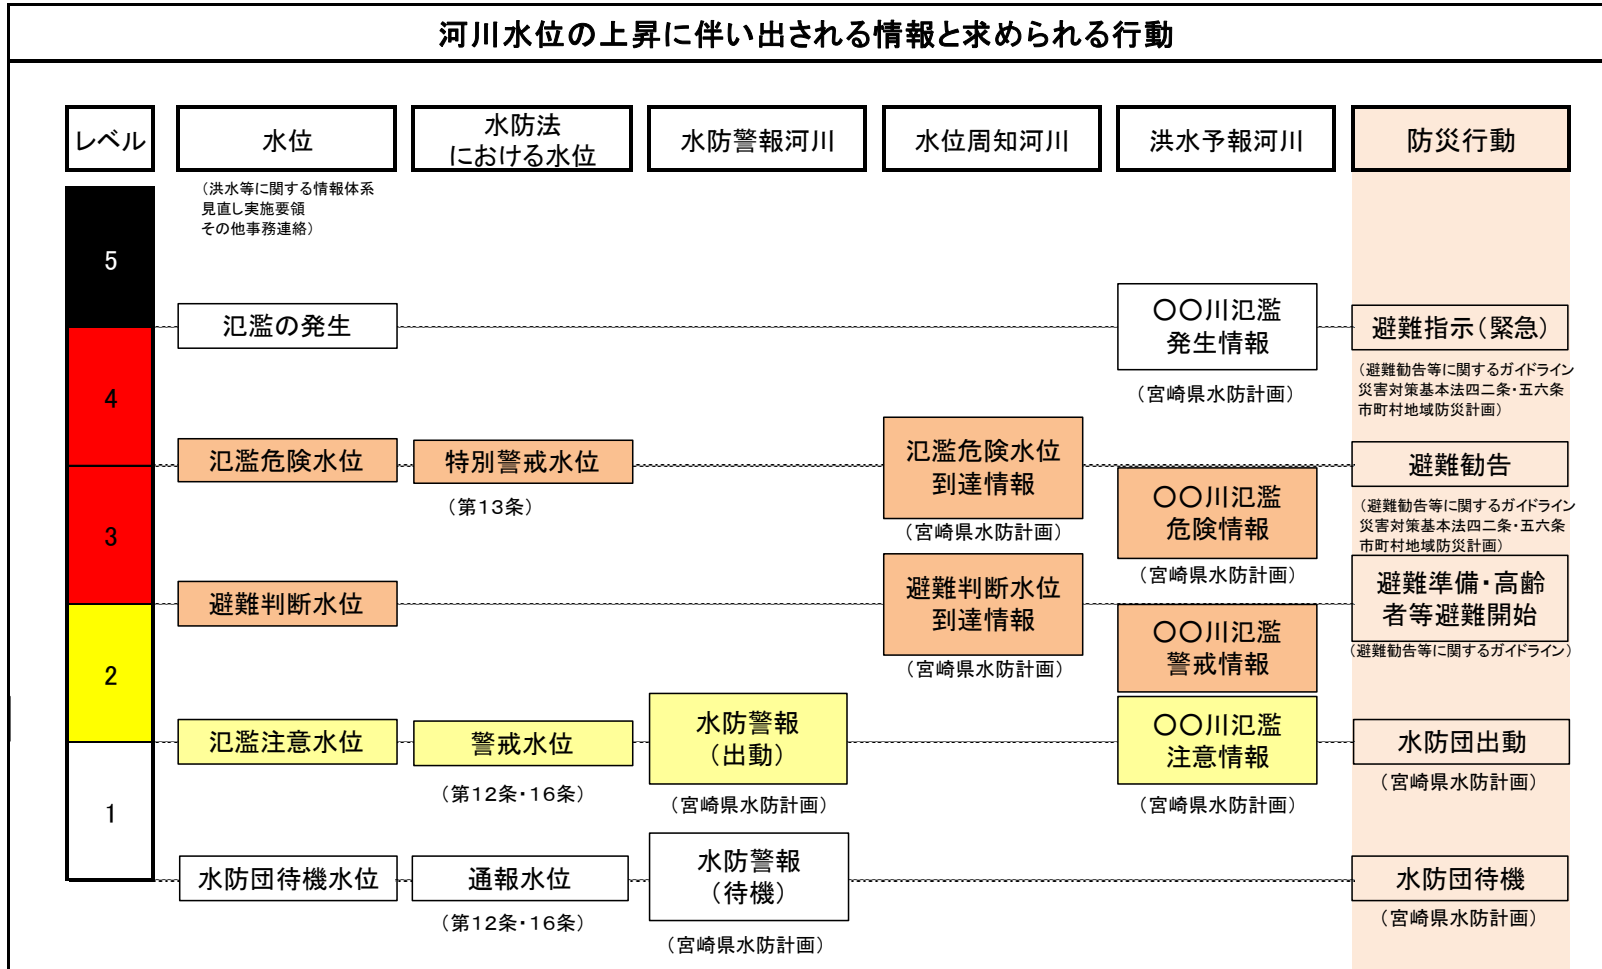 河川水位の上昇に伴い出される情報と求められる行動
レベル
水位
水防法
における水位
水防警報河川
水位周知河川
洪水予報河川
防災行動
（洪水等に関する情報体系
見直し実施要領
その他事務連絡）
5
氾濫の発生
〇〇川氾濫
発生情報
（宮崎県水防計画）
避難指示（緊急）
（避難勧告等に関するガイドライン
災害対策基本法四二条・五六条
市町村地域防災計画）
4
氾濫危険水位
特別警戒水位
（第13条）
氾濫危険水位
到達情報
（宮崎県水防計画）
〇〇川氾濫
危険情報
（宮崎県水防計画）
避難勧告
（避難勧告等に関するガイドライン
災害対策基本法四二条・五六条
市町村地域防災計画）
3
避難判断水位
避難判断水位
到達情報
（宮崎県水防計画）
〇〇川氾濫
警戒情報
避難準備・高齢
者等避難開始
（避難勧告等に関するガイドライン）
2
氾濫注意水位
警戒水位
（第12条・16条）
水防警報
（出動）
（宮崎県水防計画）
〇〇川氾濫
注意情報
（宮崎県水防計画）
水防団出動
（宮崎県水防計画）
1
水防団待機水位
通報水位
（第12条・16条）
水防警報
（待機）
（宮崎県水防計画）
水防団待機
（宮崎県水防計画）